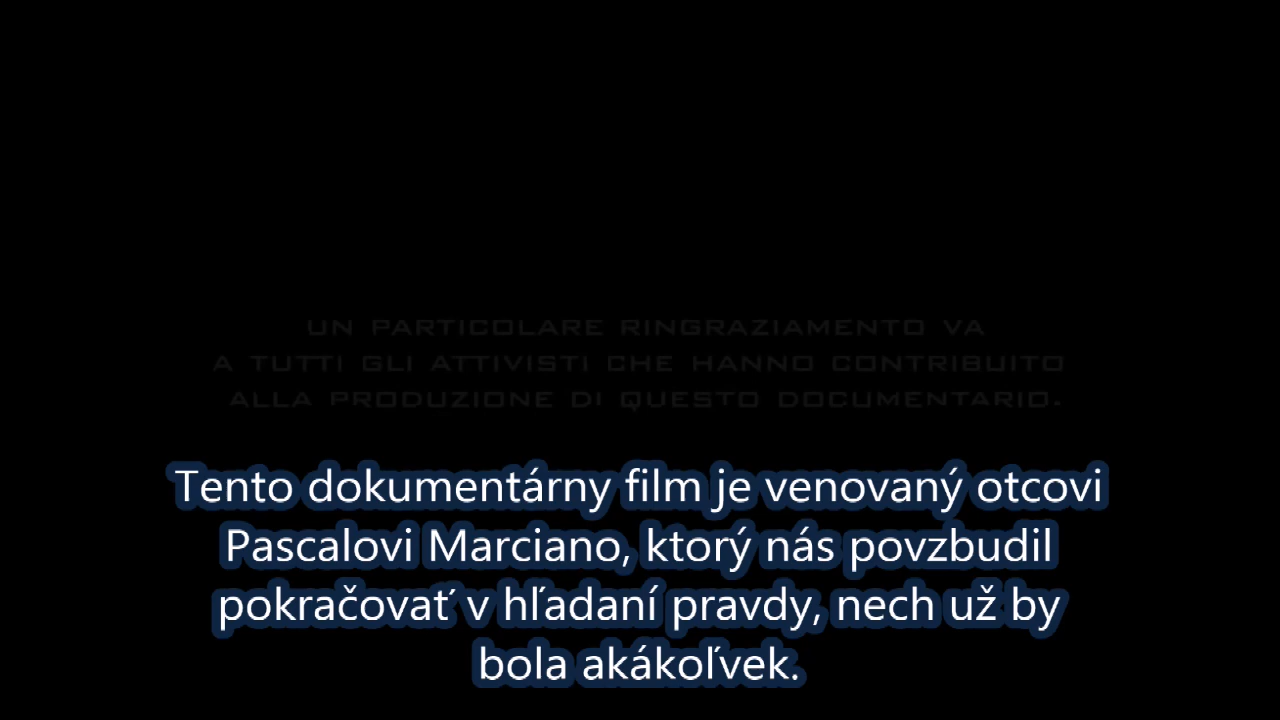 UN PARTICOLARE RINGRAZIAMENTO VA
A TUTTI GLI ATTIVISTI CHE HANNO CONTRIBUITO
ALLA PRODUZIONE DI QUESTO DOCUMENTARIO.
Tento dokumentárny film je venovaný otcovi
Pascalovi Marciano, ktorý nás povzbudil
pokračovať v hľadaní pravdy, nech už by
bola akákoľvek.